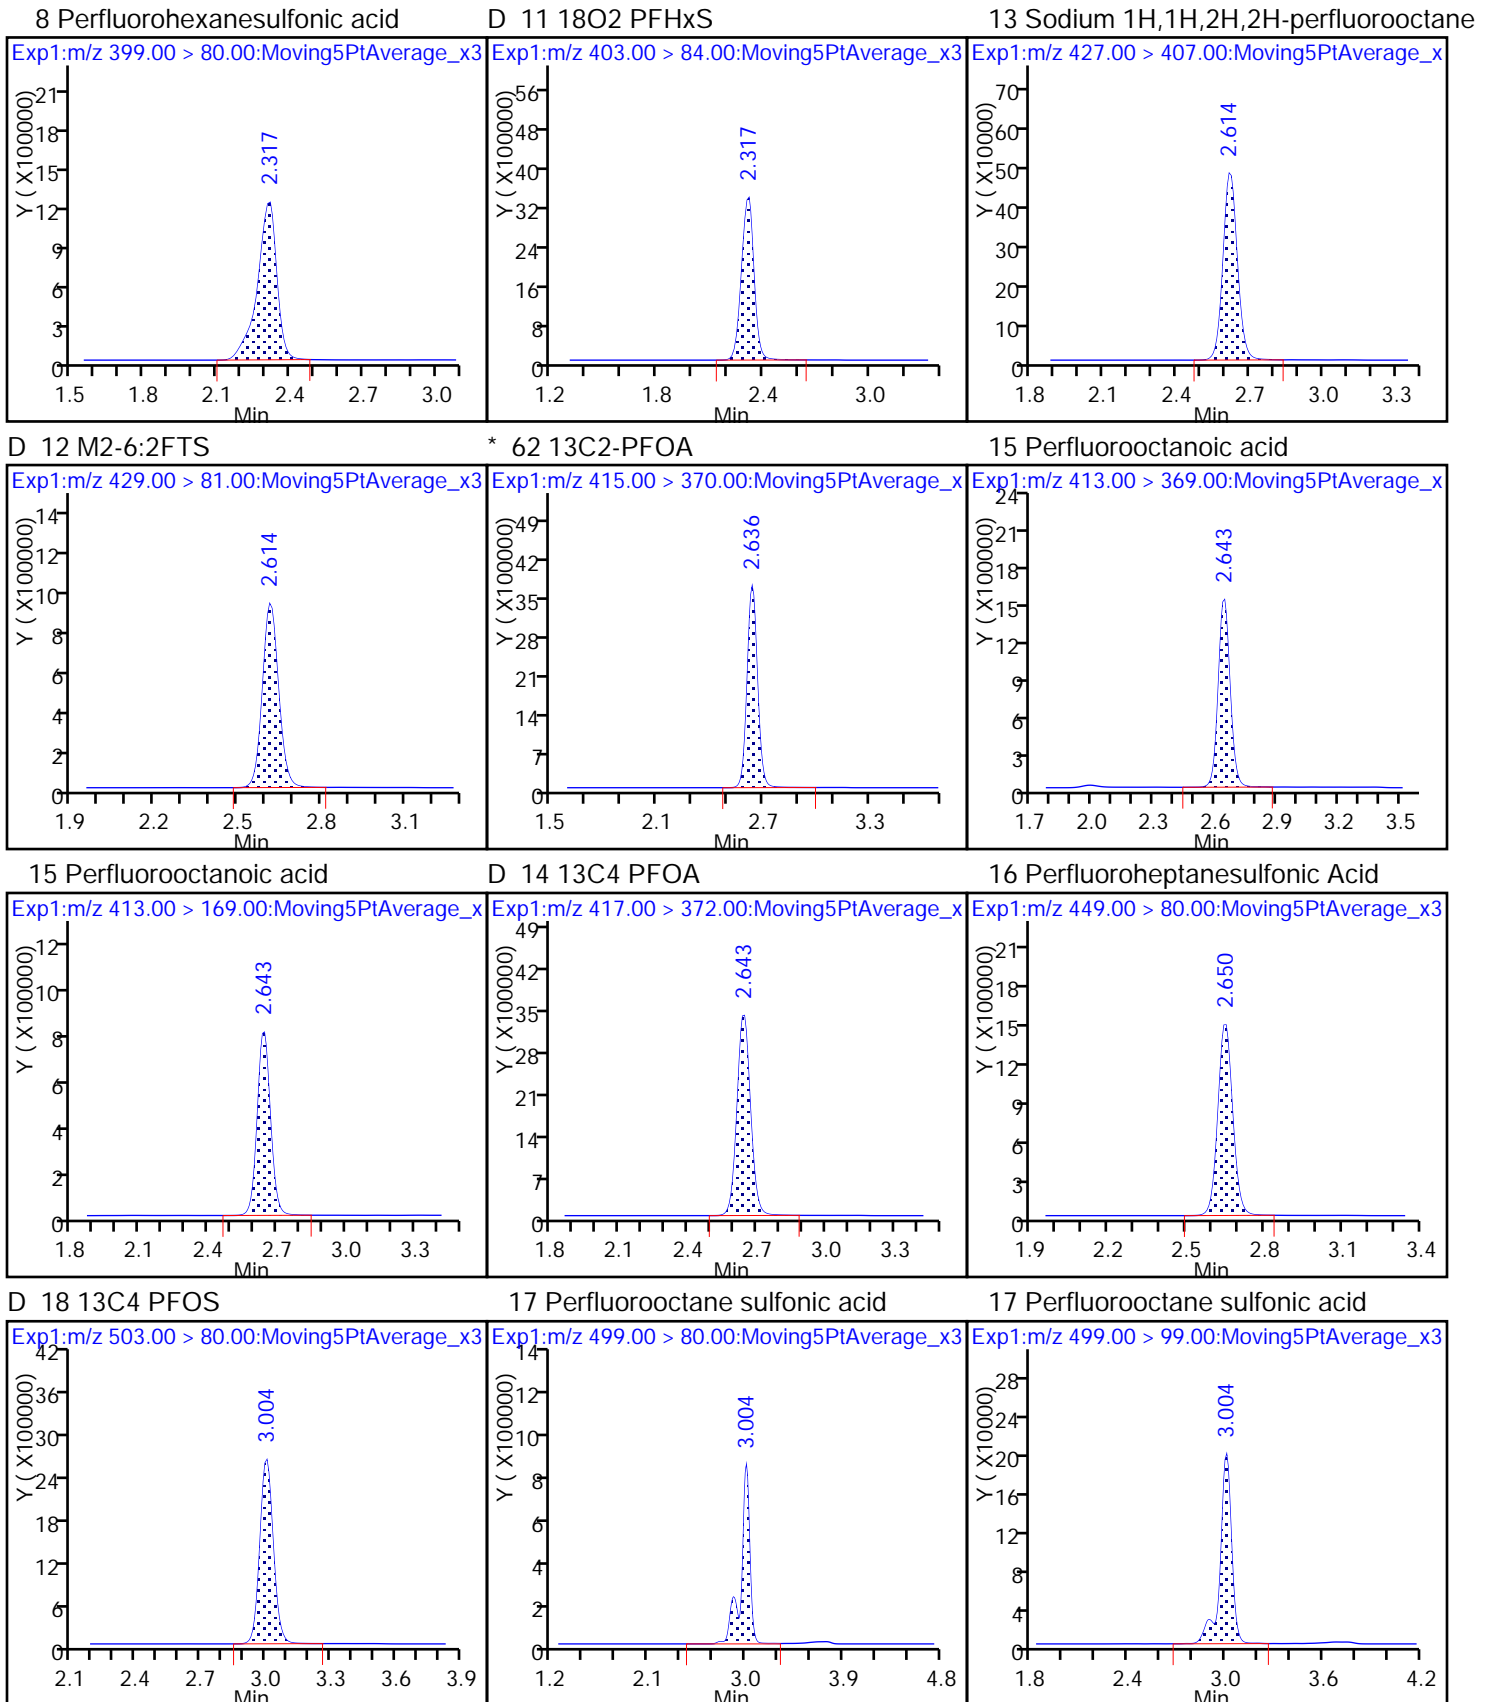 8 Perfluorohexanesulfonic acid
Exp1:m/z 399.00 > 80.00:Moving5PtAverage_x3
Y ( X100000)
21
18
15
12
9
6
3
0
2.317
1.5 1.8 2.1 2.4 2.7 3.0
Min
D 11 18O2 PFHxS
Exp1:m/z 403.00 > 84.00:Moving5PtAverage_x3
Y ( X100000)
56
48
40
32
24
16
8
0
2.317
1.2 1.8 2.4 3.0
Min
13 Sodium 1H,1H,2H,2H-perfluorooctane
Exp1:m/z 427.00 > 407.00:Moving5PtAverage_x
Y ( X100000)
70
60
50
40
30
20
10
0
2.614
1.8 2.1 2.4 2.7 3.0 3.3
Min
D 12 M2-6:2FTS
Exp1:m/z 429.00 > 81.00:Moving5PtAverage_x3
Y ( X100000)
14
12
10
8
6
4
2
0
2.614
1.9 2.2 2.5 2.8 3.1
Min
* 62 13C2-PFOA
Exp1:m/z 415.00 > 370.00:Moving5PtAverage_x
Y ( X100000)
49
42
35
28
21
14
7
0
2.636
1.5 2.1 2.7 3.3
Min
15 Perfluorooctanoic acid
Exp1:m/z 413.00 > 369.00:Moving5PtAverage_x
Y ( X100000)
24
21
18
15
12
9
6
3
0
2.643
1.7 2.0 2.3 2.6 2.9 3.2 3.5
Min
15 Perfluorooctanoic acid
Exp1:m/z 413.00 > 169.00:Moving5PtAverage_x
Y ( X100000)
12
10
8
6
4
2
0
2.643
1.8 2.1 2.4 2.7 3.0 3.3
Min
D 14 13C4 PFOA
Exp1:m/z 417.00 > 372.00:Moving5PtAverage_x
Y ( X100000)
49
42
35
28
21
14
7
0
2.643
1.8 2.1 2.4 2.7 3.0 3.3
Min
16 Perfluoroheptanesulfonic Acid
Exp1:m/z 449.00 > 80.00:Moving5PtAverage_x3
Y ( X100000)
21
18
15
12
9
6
3
0
2.650
1.9 2.2 2.5 2.8 3.1 3.4
Min
D 18 13C4 PFOS
Exp1:m/z 503.00 > 80.00:Moving5PtAverage_x3
Y ( X100000)
42
36
30
24
18
12
6
0
3.004
2.1 2.4 2.7 3.0 3.3 3.6 3.9
Min
17 Perfluorooctane sulfonic acid
Exp1:m/z 499.00 > 80.00:Moving5PtAverage_x3
Y ( X1000000)
14
12
10
8
6
4
2
0
3.004
1.2 2.1 3.0 3.9 4.8
Min
17 Perfluorooctane sulfonic acid
Exp1:m/z 499.00 > 99.00:Moving5PtAverage_x3
Y ( X100000)
28
24
20
16
12
8
4
0
3.004
1.8 2.4 3.0 3.6 4.2
Min